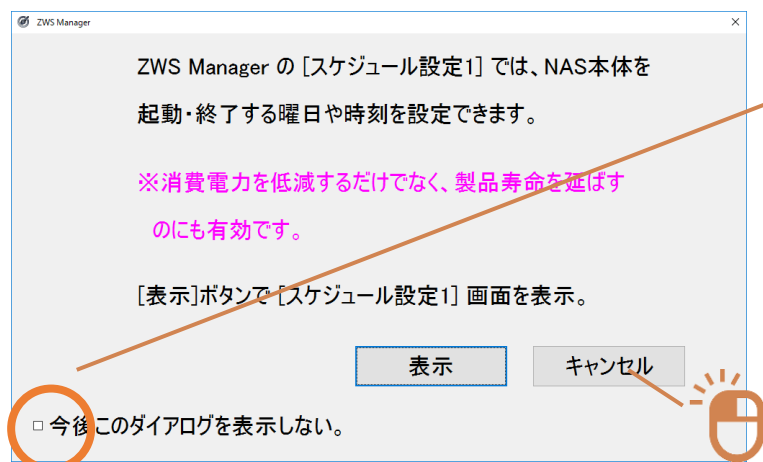 ZWS Manager
ZWS Manager の [スケジュール設定1] では、NAS本体を
起動・終了する曜日や時刻を設定できます。
※消費電力を低減するだけでなく、製品寿命を延ばす
のにも有効です。
[表示]ボタンで [スケジュール設定1] 画面を表示。
表示
キャンセル
今後このダイアログを表示しない。